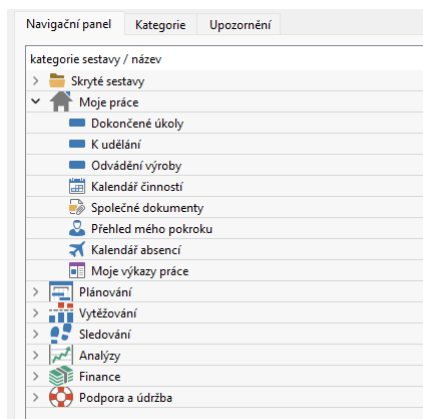 Navigační panel Kategorie Upozornění
kategorie sestavy / název
Skryté sestavy
Moje práce
Dokončené úkoly
K udělání
Odvádění výroby
Kalendář činností
Společné dokumenty
Přehled mého pokroku
Kalendář absencí
Moje výkazy práce
Plánování
Vytěžování
Sledování
Analýzy
Finance
Podpora a údržba